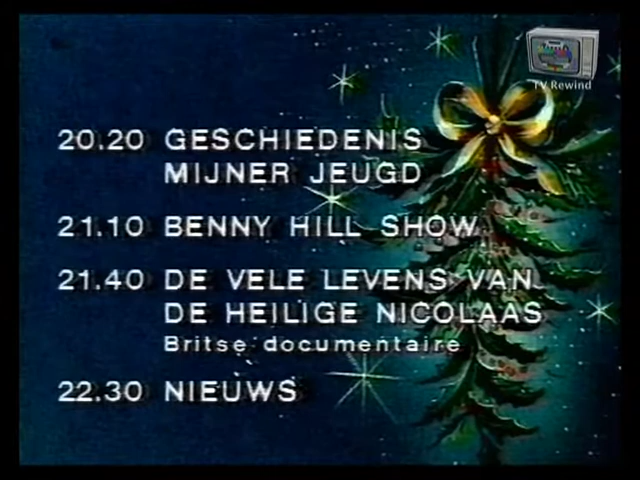 TV Rewind
20.20 GESCHIEDENIS
MIJNER JEUGD
21.10 BENNY HILL SHOW
21.40 DE VELE LEVENS VAN
DE HEILIGE NICOLAAS
Britse documentaire
22.30 NIEUWS